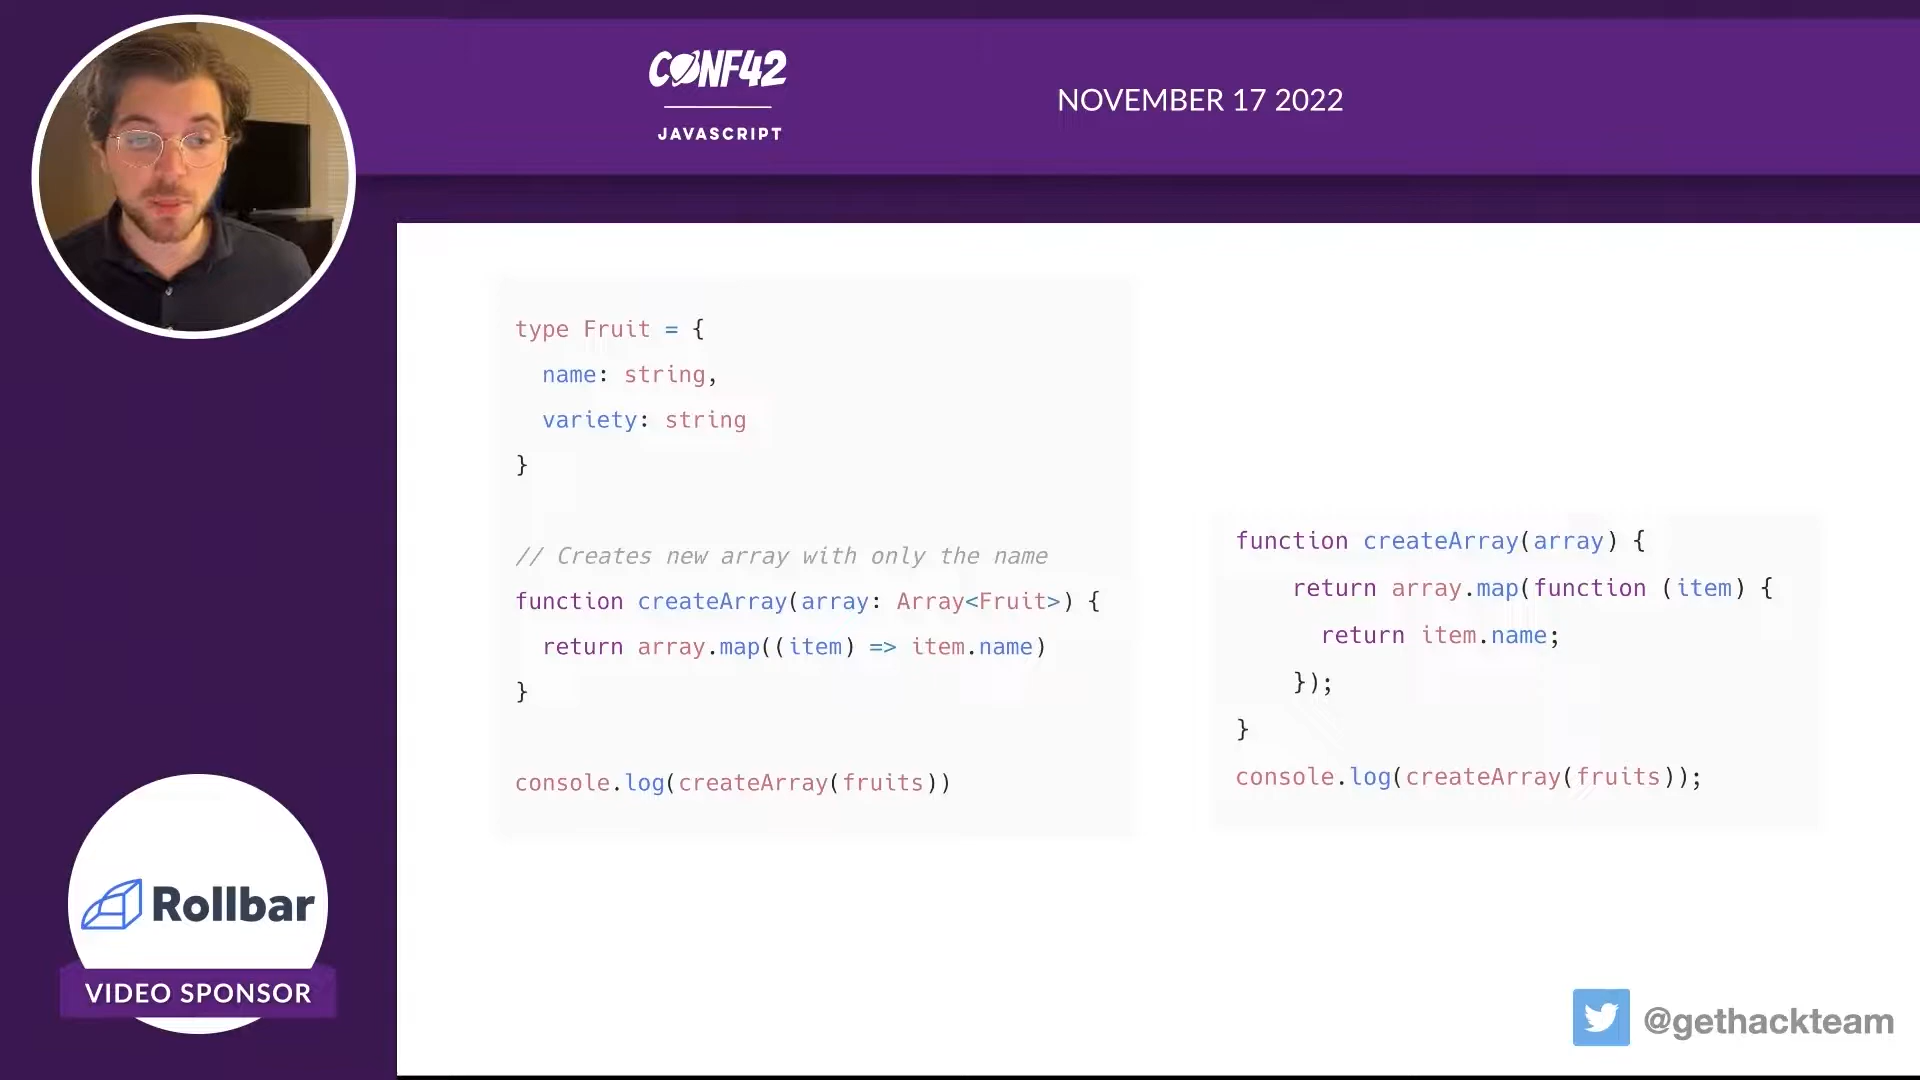 CONF42
JAVASCRIPT
NOVEMBER 17 2022
type Fruit = {
  name: string,
  variety: string
}
// Creates new array with only the name
function createArray(array: Array<Fruit>) {
  return array.map((item) => item.name)
}
console.log(createArray(fruits))
function createArray(array) {
    return array.map(function (item) {
      return item.name;
    });
}
console.log(createArray(fruits));
Rollbar
VIDEO SPONSOR
@gethackteam